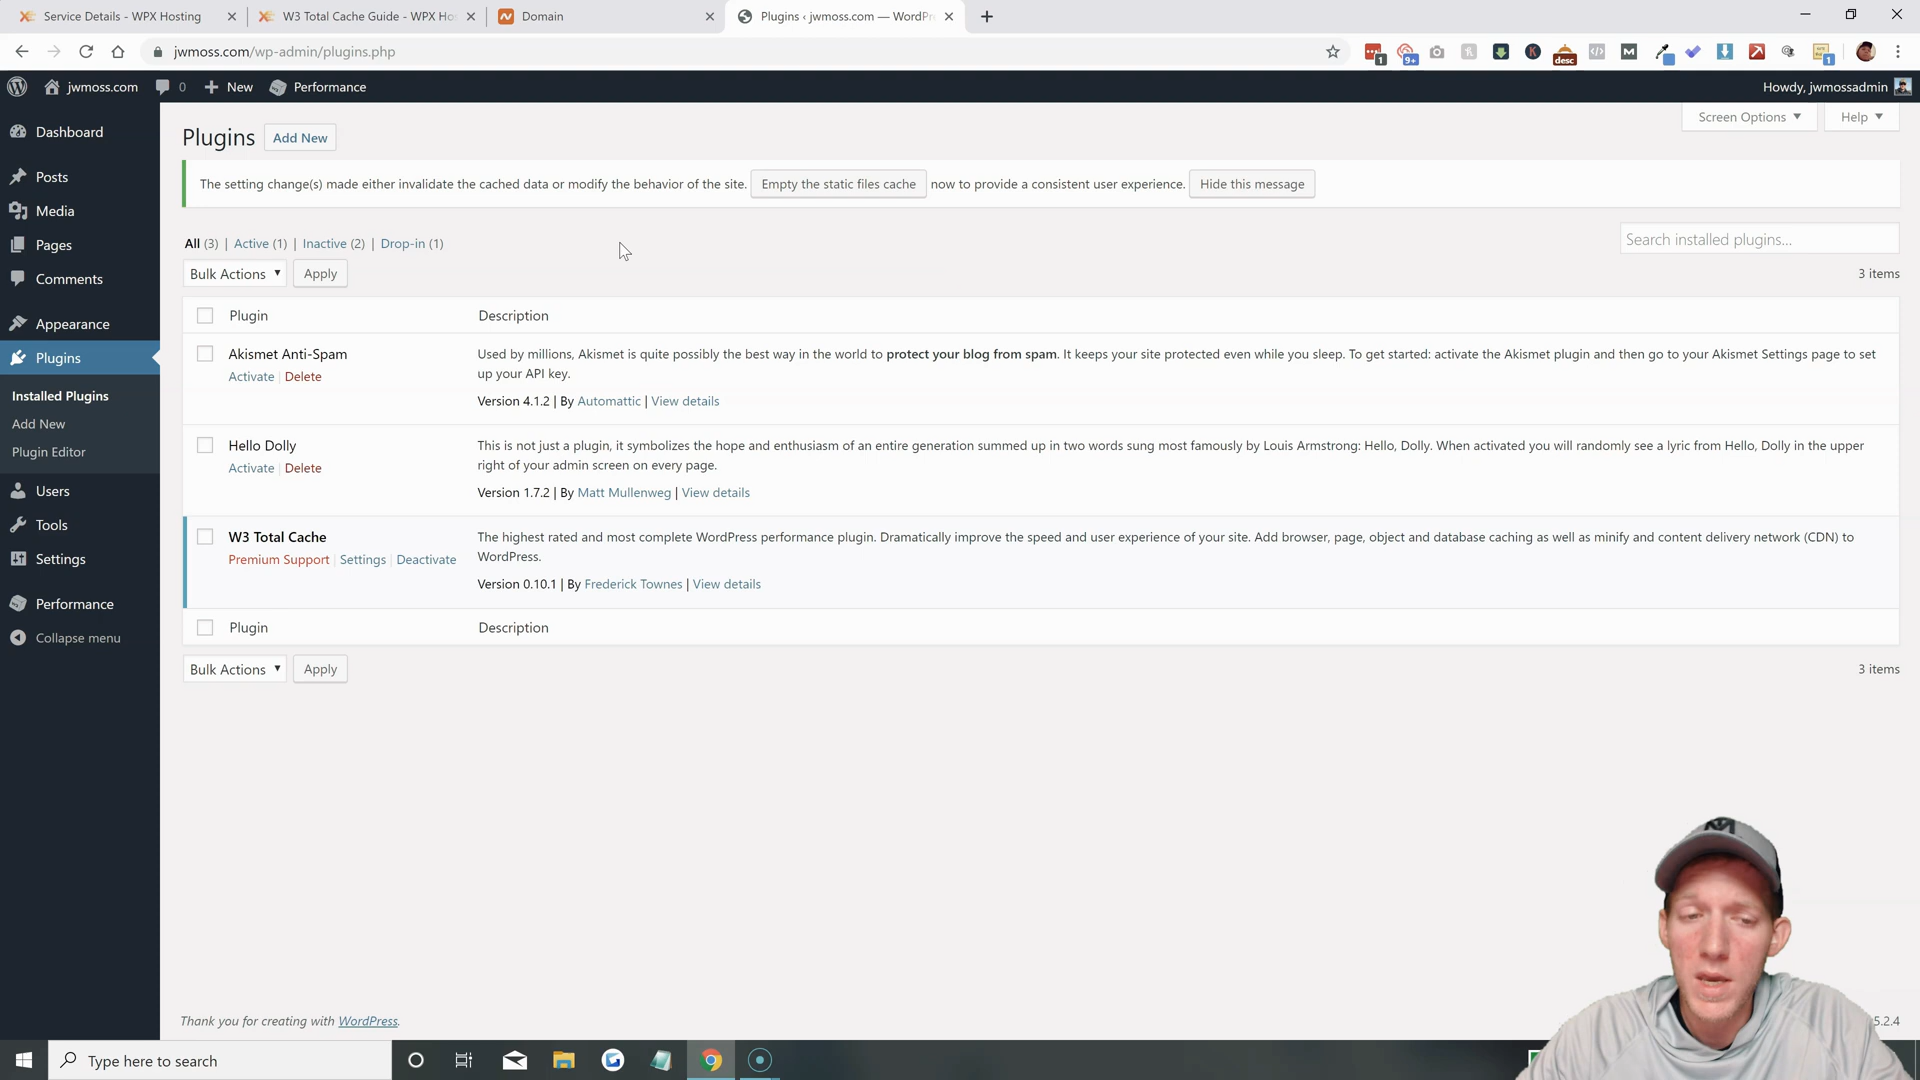 Service Details - WPX Hosting
W3 Total Cache Guide - WPX Ho
Domain
Plugins ‹ jwmoss.com — WordPr
jwmoss.com/wp-admin/plugins.php
1
9+
desc
1
jwmoss.com
0
New
Performance
Howdy, jwmossadmin
Dashboard
Posts
Media
Pages
Comments
Appearance
Plugins
Installed Plugins
Add New
Plugin Editor
Users
Tools
Settings
Performance
Collapse menu
Screen Options
Help
Plugins
Add New
The setting change(s) made either invalidate the cached data or modify the behavior of the site. Empty the static files cache now to provide a consistent user experience. Hide this message
All (3) | Active (1) | Inactive (2) | Drop-in (1)
Search installed plugins...
Bulk Actions
Apply
3 items
Plugin
Description
Akismet Anti-Spam
Activate | Delete
Used by millions, Akismet is quite possibly the best way in the world to protect your blog from spam. It keeps your site protected even while you sleep. To get started: activate the Akismet plugin and then go to your Akismet Settings page to set
up your API key.
Version 4.1.2 | By Automattic | View details
Hello Dolly
Activate | Delete
This is not just a plugin, it symbolizes the hope and enthusiasm of an entire generation summed up in two words sung most famously by Louis Armstrong: Hello, Dolly. When activated you will randomly see a lyric from Hello, Dolly in the upper
right of your admin screen on every page.
Version 1.7.2 | By Matt Mullenweg | View details
W3 Total Cache
Premium Support | Settings | Deactivate
The highest rated and most complete WordPress performance plugin. Dramatically improve the speed and user experience of your site. Add browser, page, object and database caching as well as minify and content delivery network (CDN) to
WordPress.
Version 0.10.1 | By Frederick Townes | View details
Plugin
Description
Bulk Actions
Apply
3 items
Thank you for creating with WordPress.
5.2.4
Type here to search